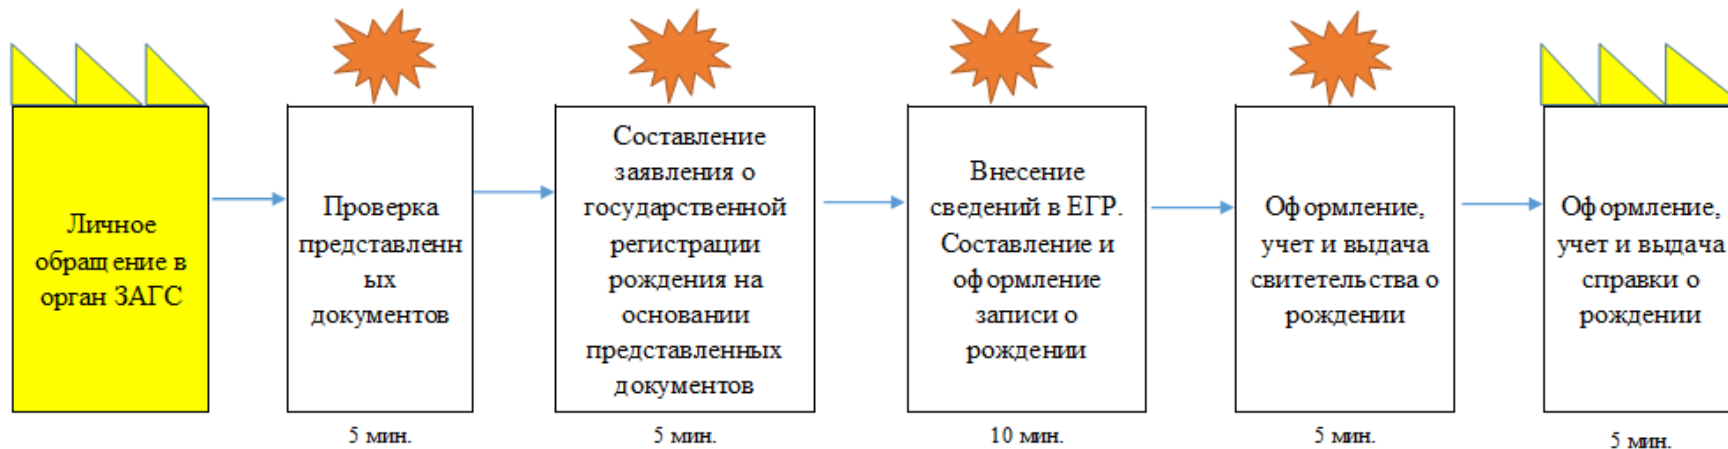 Личное
обращение в
орган ЗАГС
Проверка
представленн
ых
документов
Составление
заявления о
государственной
регистрации
рождения на
основании
представленных
документов
Внесение
сведений в ЕГР.
Составление и
оформление
записи о
рождении
Оформление,
учет и выдача
свитетельства о
рождении
Оформление,
учет и выдача
справки о
рождении
5 мин.
5 мин.
10 мин.
5 мин.
5 мин.